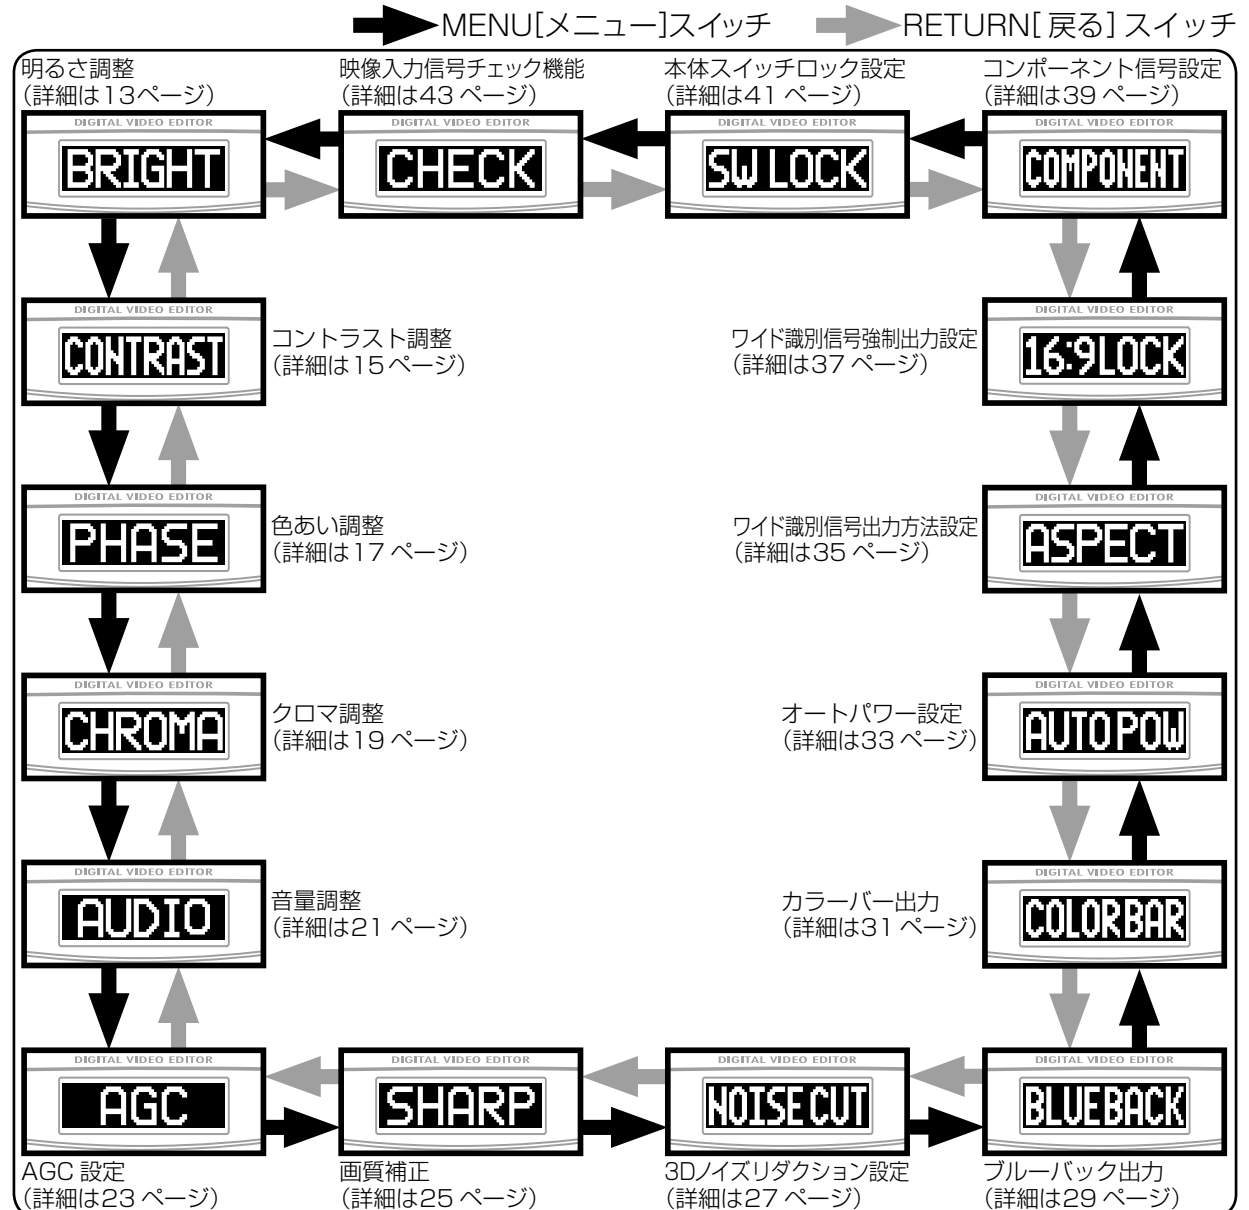 MENU[メニュー]スイッチ
RETURN[戻る]スイッチ
明るさ調整
(詳細は13ページ)
映像入力信号チェック機能
(詳細は43ページ)
本体スイッチロック設定
(詳細は41ページ)
コンポーネント信号設定
(詳細は39ページ)
DIGITAL VIDEO EDITOR
BRIGHT
DIGITAL VIDEO EDITOR
CHECK
DIGITAL VIDEO EDITOR
SW LOCK
DIGITAL VIDEO EDITOR
COMPONENT
DIGITAL VIDEO EDITOR
CONTRAST
コントラスト調整
(詳細は15ページ)
ワイド識別信号強制出力設定
(詳細は37ページ)
DIGITAL VIDEO EDITOR
16:9LOCK
DIGITAL VIDEO EDITOR
PHASE
色あい調整
(詳細は17ページ)
ワイド識別信号出力方法設定
(詳細は35ページ)
DIGITAL VIDEO EDITOR
ASPECT
DIGITAL VIDEO EDITOR
CHROMA
クロマ調整
(詳細は19ページ)
オートパワー設定
(詳細は33ページ)
DIGITAL VIDEO EDITOR
AUTO POW
DIGITAL VIDEO EDITOR
AUDIO
音量調整
(詳細は21ページ)
カラーバー出力
(詳細は31ページ)
DIGITAL VIDEO EDITOR
COLOR BAR
DIGITAL VIDEO EDITOR
AGC
DIGITAL VIDEO EDITOR
SHARP
DIGITAL VIDEO EDITOR
NOISE CUT
DIGITAL VIDEO EDITOR
BLUEBACK
AGC 設定
(詳細は23ページ)
画質補正
(詳細は25ページ)
3Dノイズリダクション設定
(詳細は27ページ)
ブルーバック出力
(詳細は29ページ)